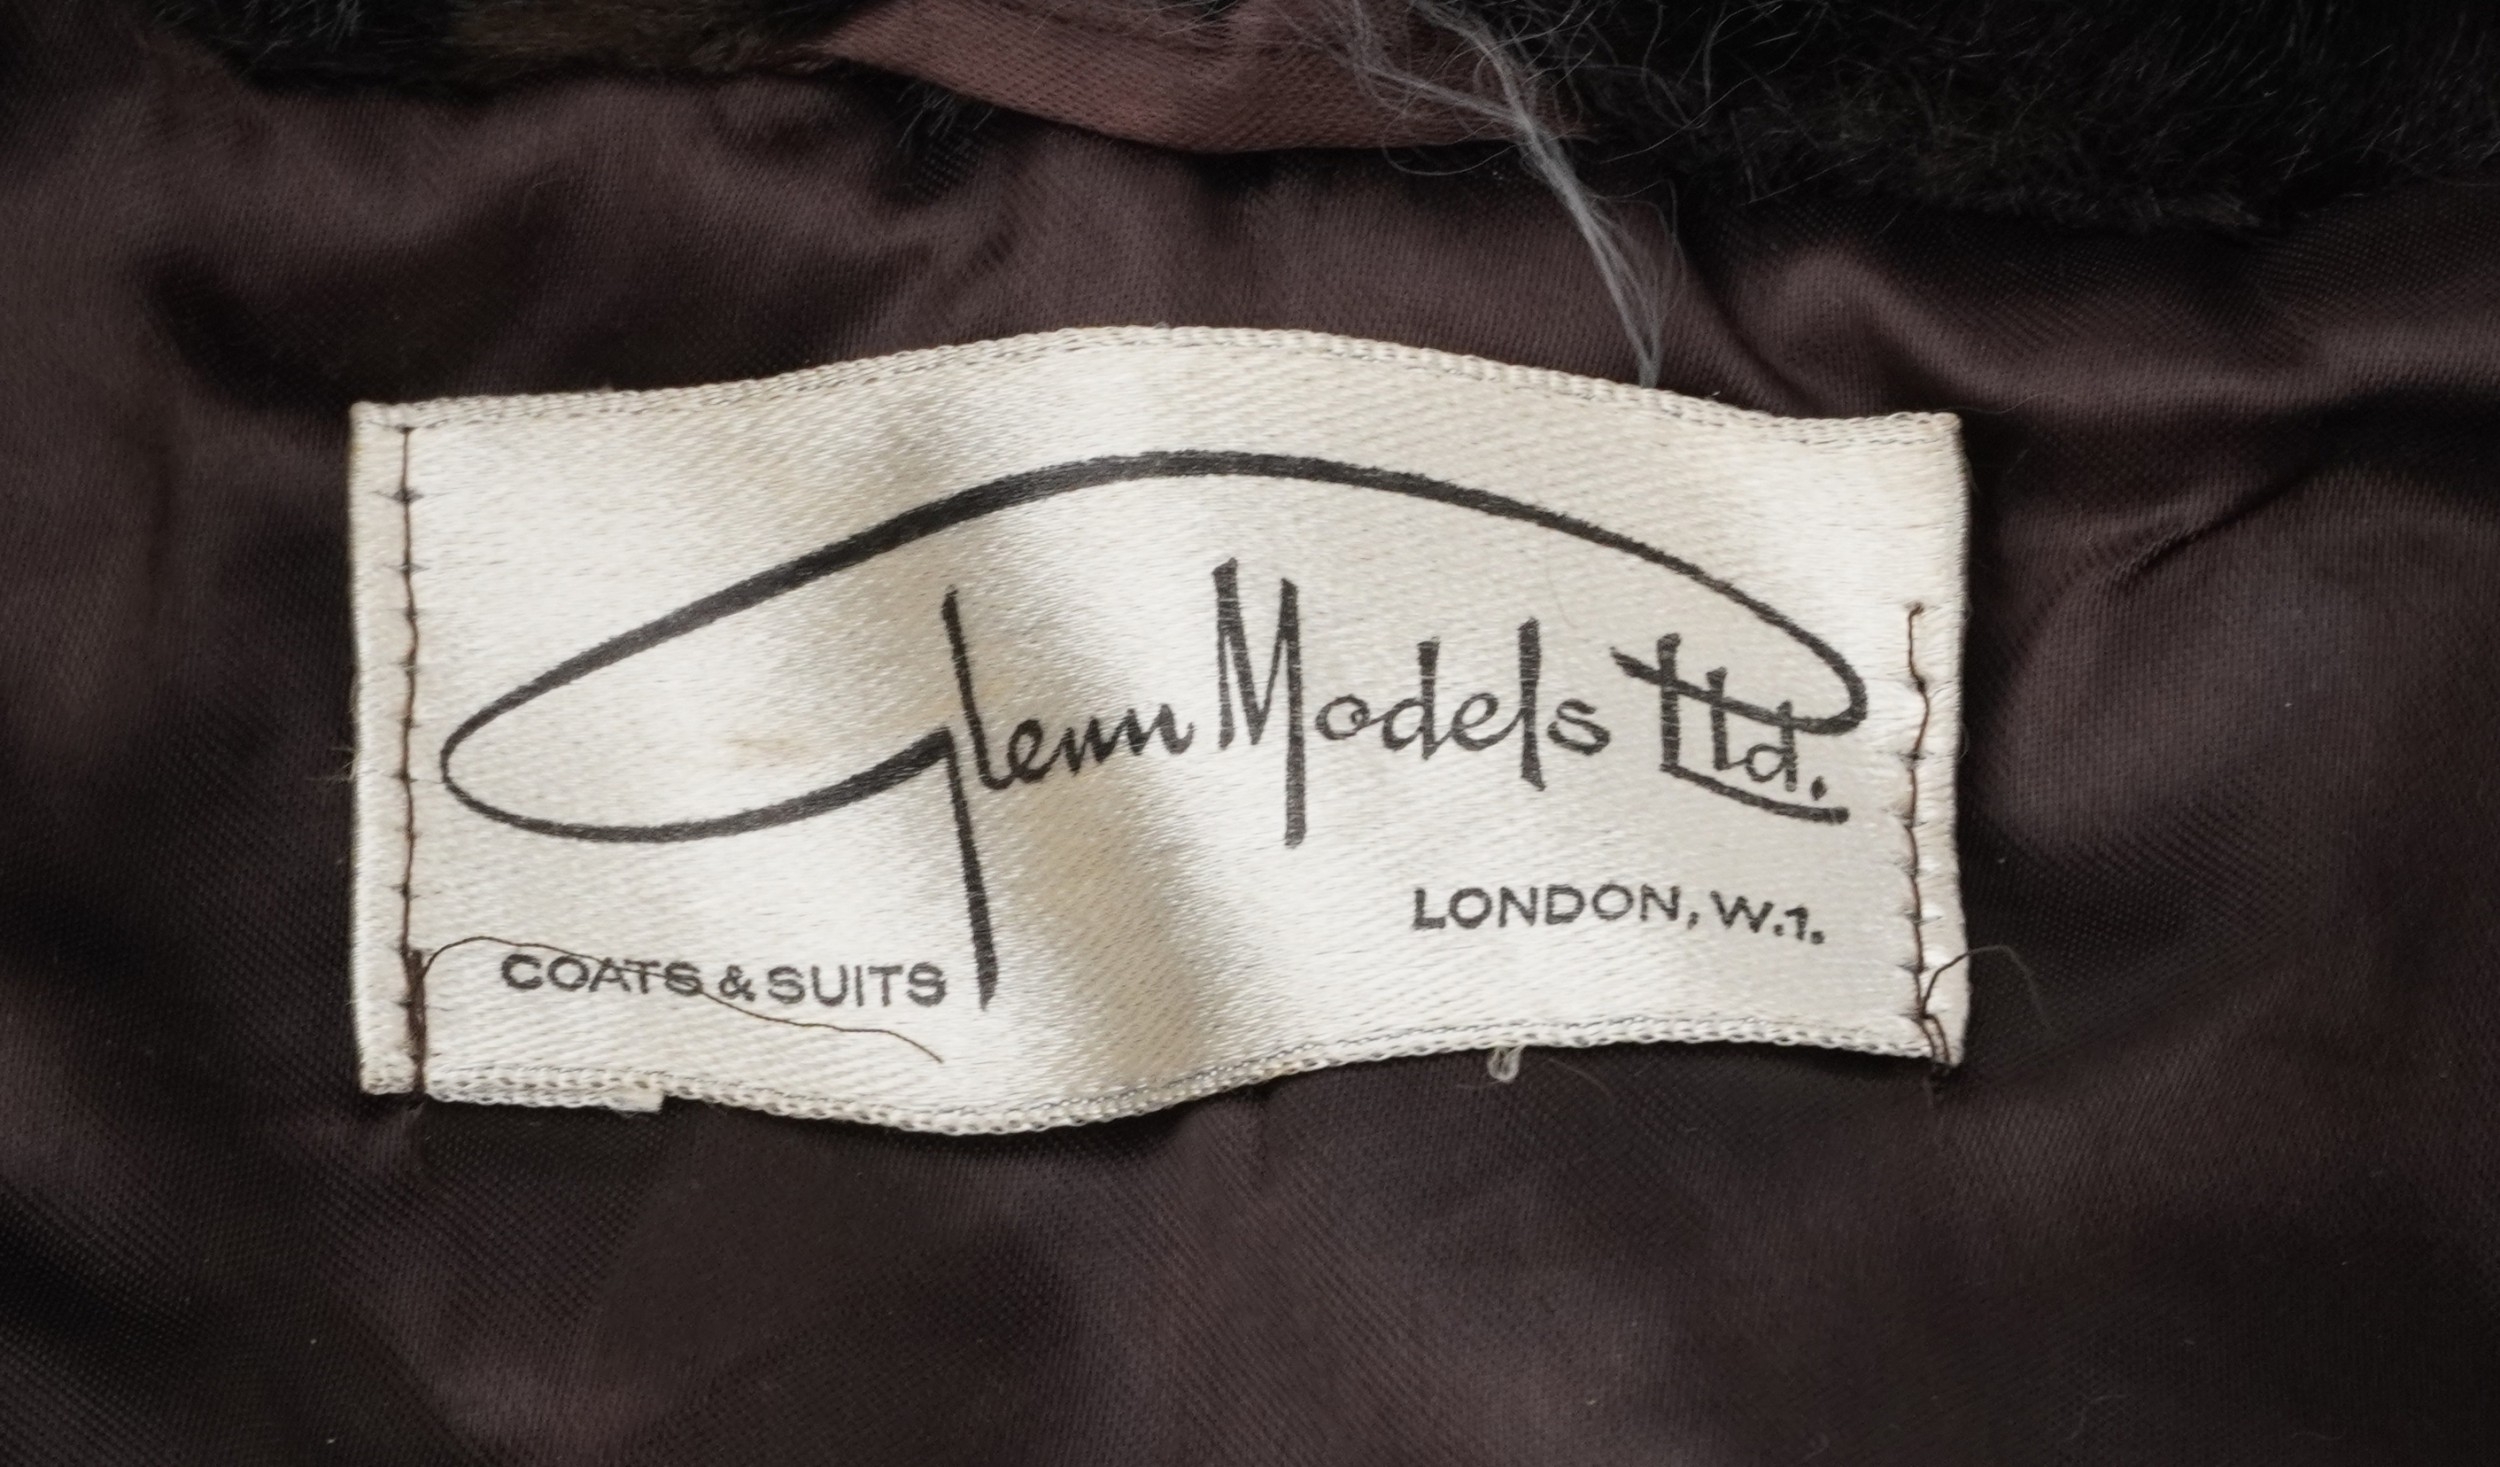 Glenn Models Ltd.
LONDON, W.1.
COATS & SUITS